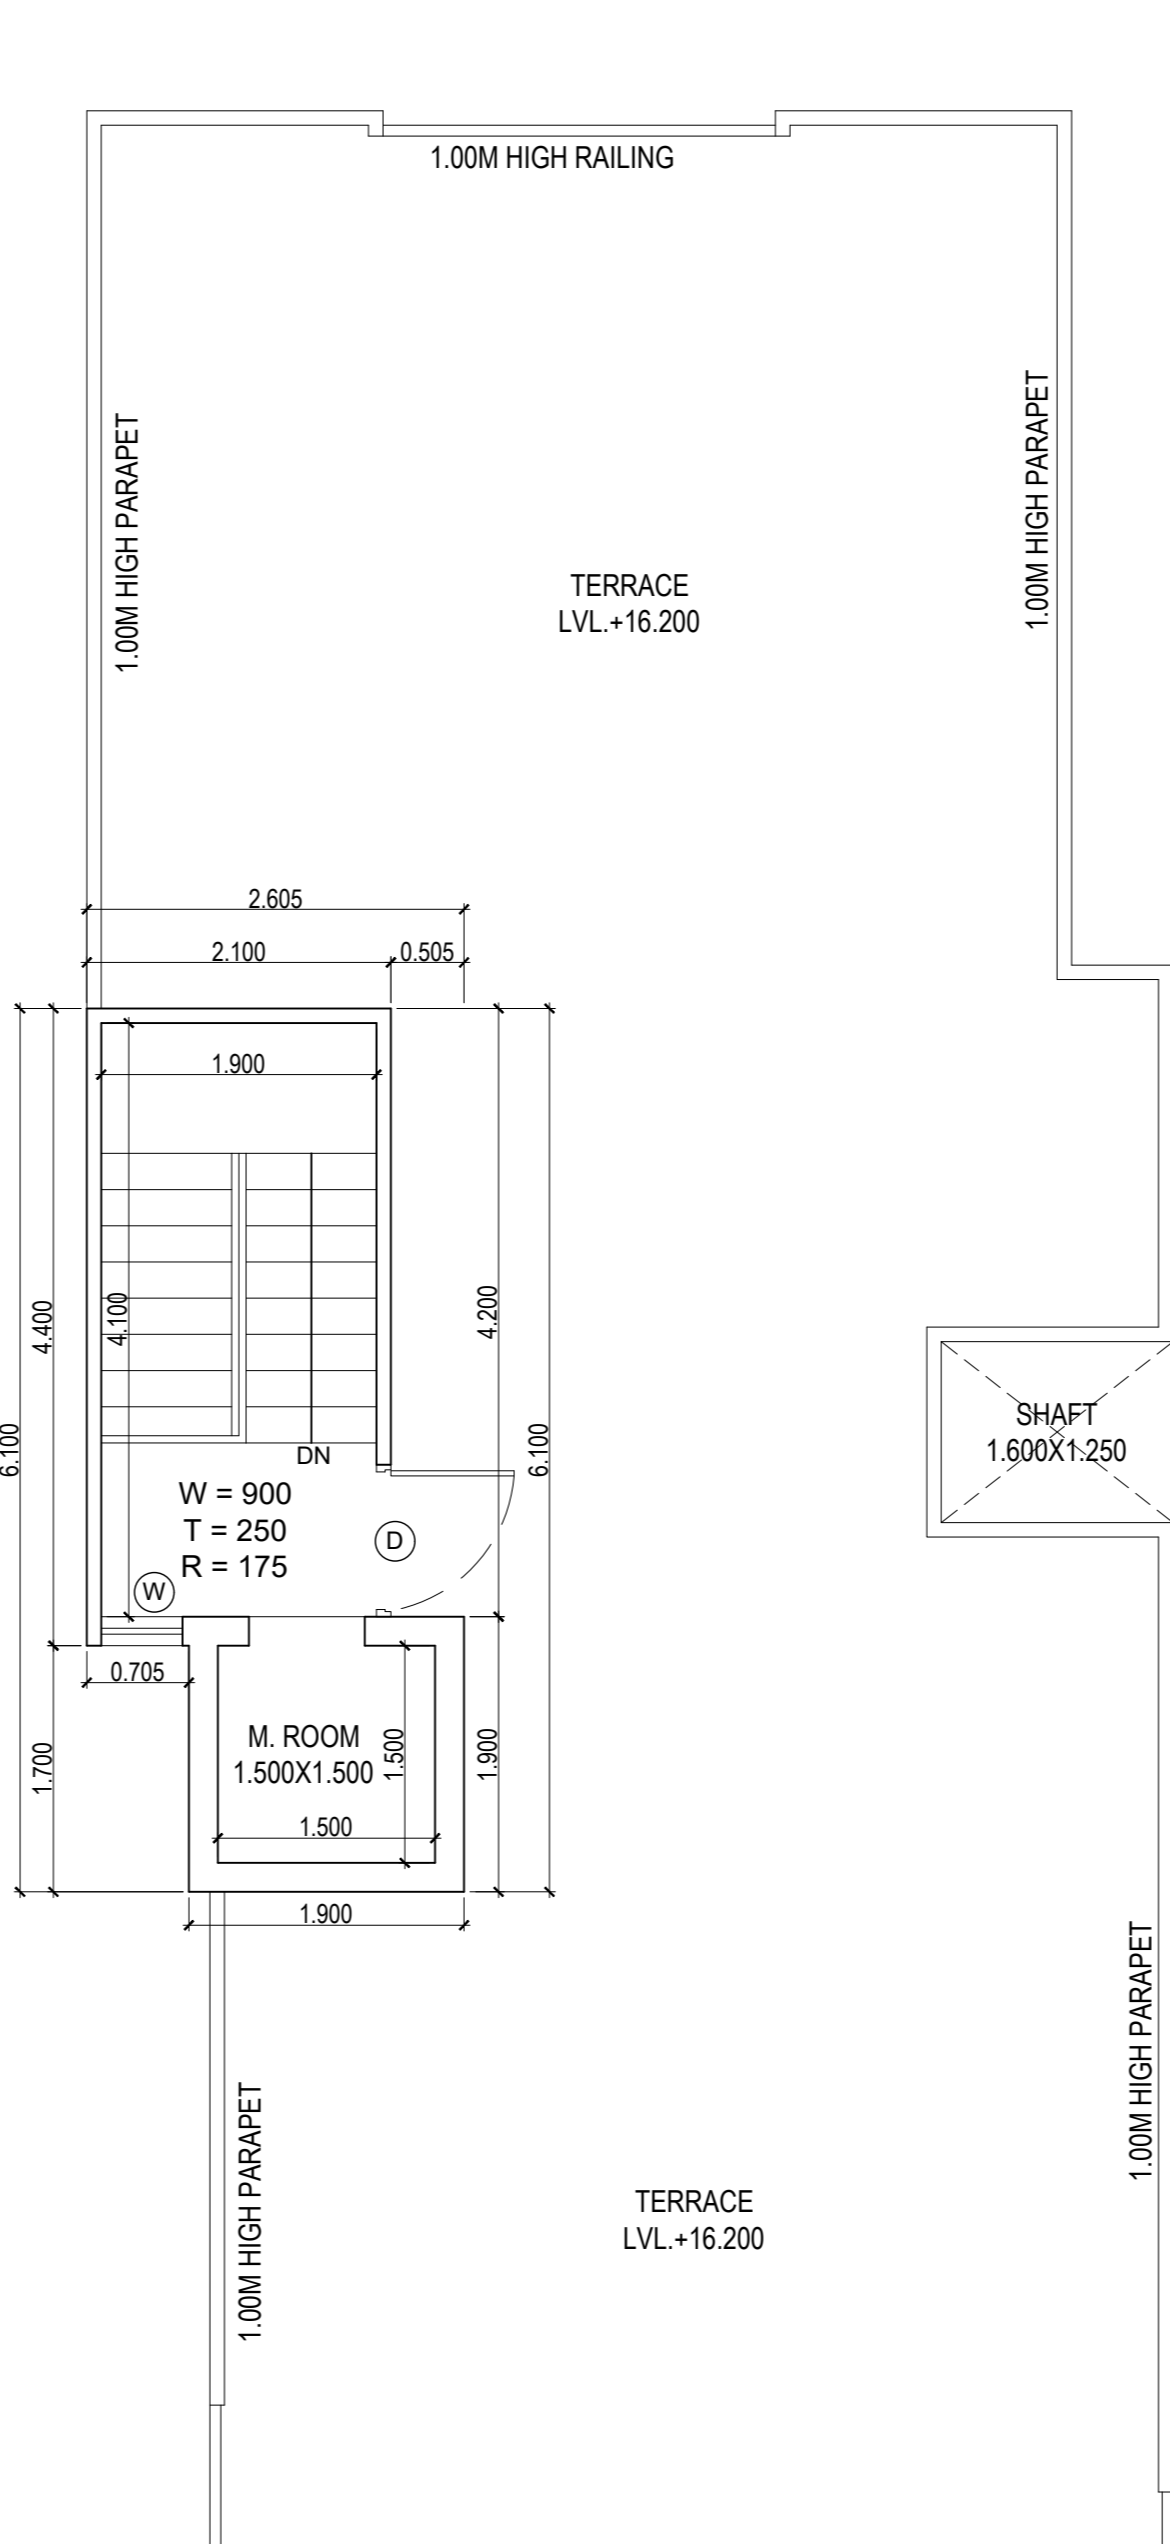 1.00M HIGH RAILING
1.00M HIGH PARAPET
1.00M HIGH PARAPET
TERRACE
LVL.+16.200
2.605
2.100
0.505
1.900
4.400
4.100
4.200
6.100
6.100
SHAFT
1.600X1.250
DN
W = 900
T = 250
R = 175
D
W
0.705
M. ROOM
1.500X1.500
1.500
1.500
1.700
1.900
1.900
1.00M HIGH PARAPET
1.00M HIGH PARAPET
TERRACE
LVL.+16.200